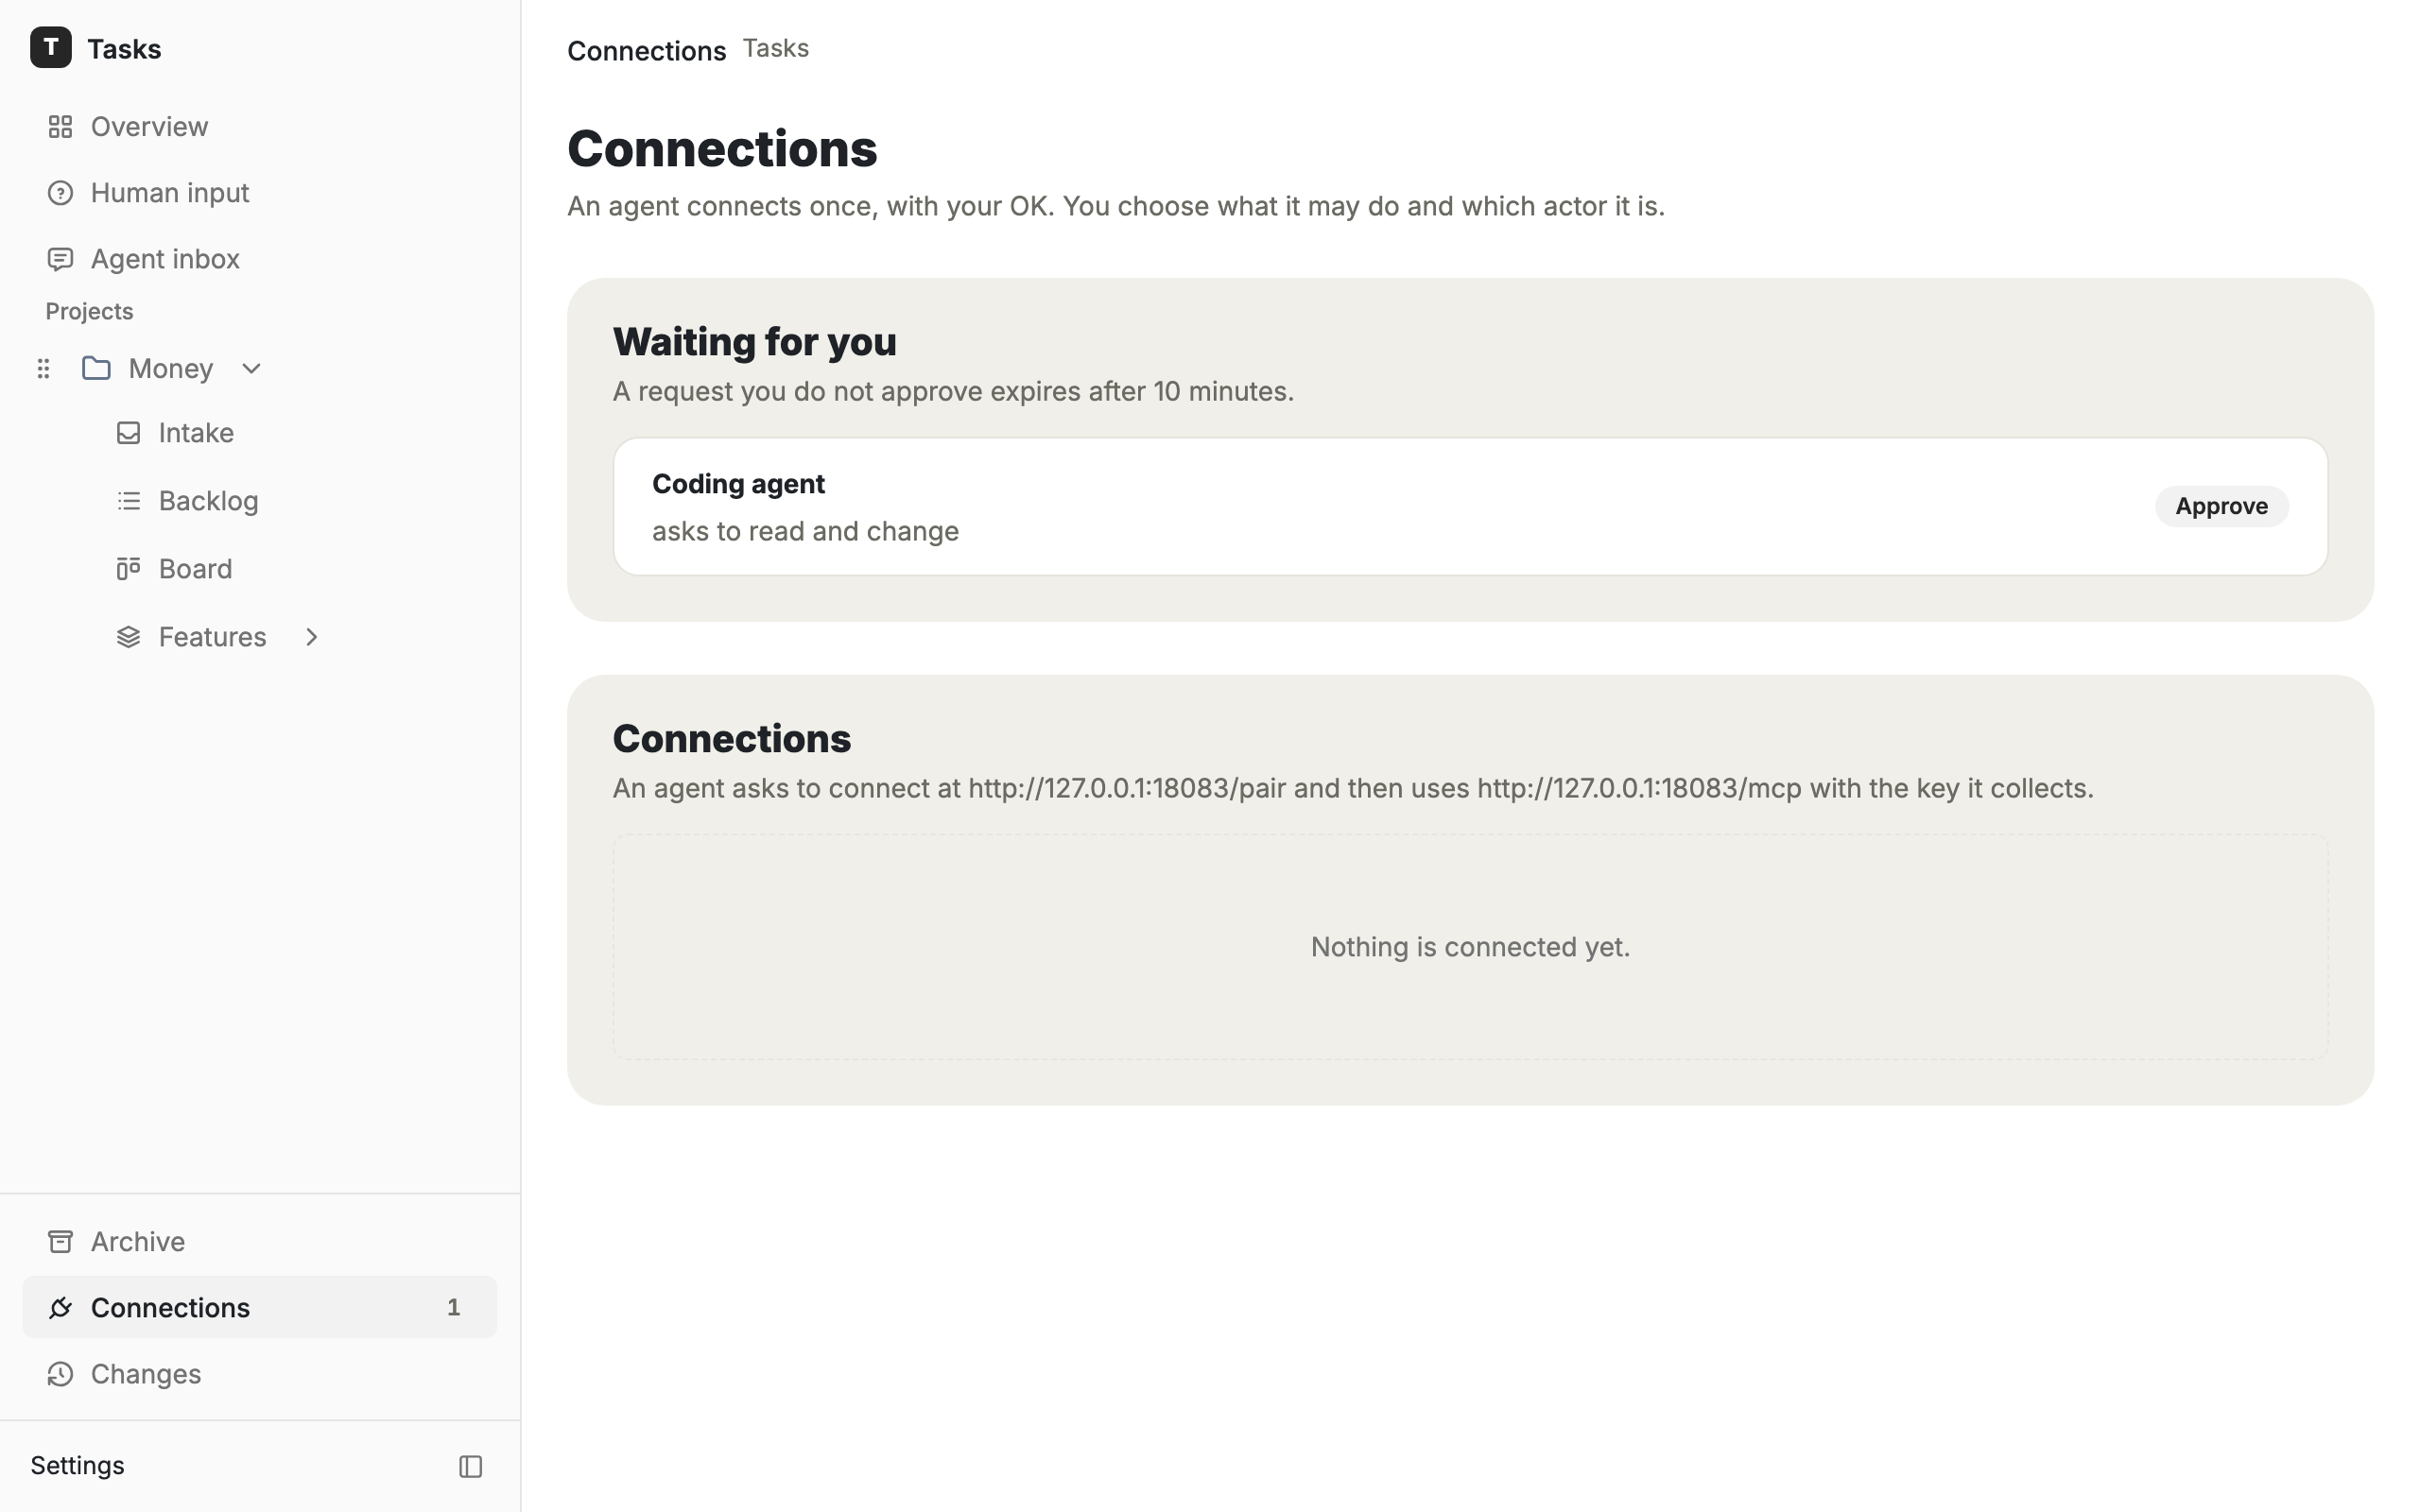 T Tasks
Overview
Human input
Agent inbox
Projects
Money
Intake
Backlog
Board
Features
Archive
Connections 1
Changes
Settings
Connections Tasks
Connections
An agent connects once, with your OK. You choose what it may do and which actor it is.
Waiting for you
A request you do not approve expires after 10 minutes.
Coding agent
asks to read and change
Approve
Connections
An agent asks to connect at http://127.0.0.1:18083/pair and then uses http://127.0.0.1:18083/mcp with the key it collects.
Nothing is connected yet.